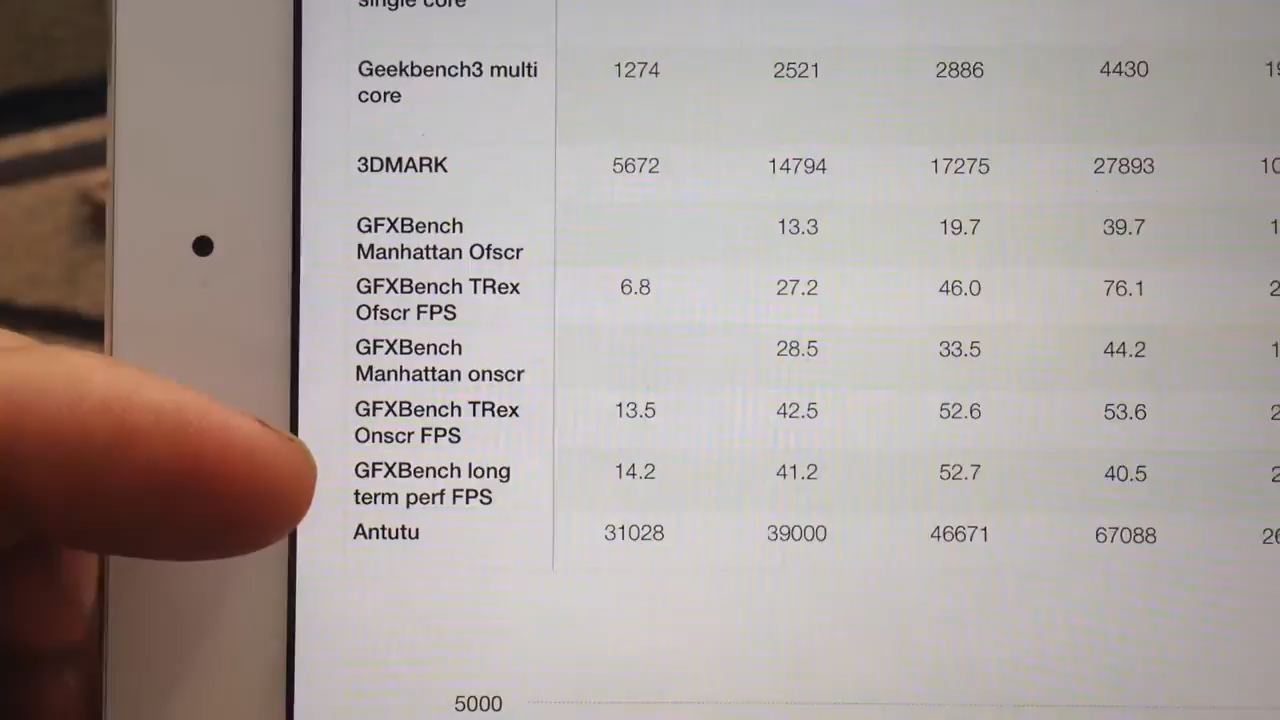 single core
Geekbench3 multi 1274 2521 2886 4430
core
3DMARK 5672 14794 17275 27893
GFXBench 13.3 19.7 39.7
Manhattan Ofscr
GFXBench TRex 6.8 27.2 46.0 76.1
Ofscr FPS
GFXBench 28.5 33.5 44.2
Manhattan onscr
GFXBench TRex 13.5 42.5 52.6 53.6
Onscr FPS
GFXBench long 14.2 41.2 52.7 40.5
term perf FPS
Antutu 31028 39000 46671 67088
5000